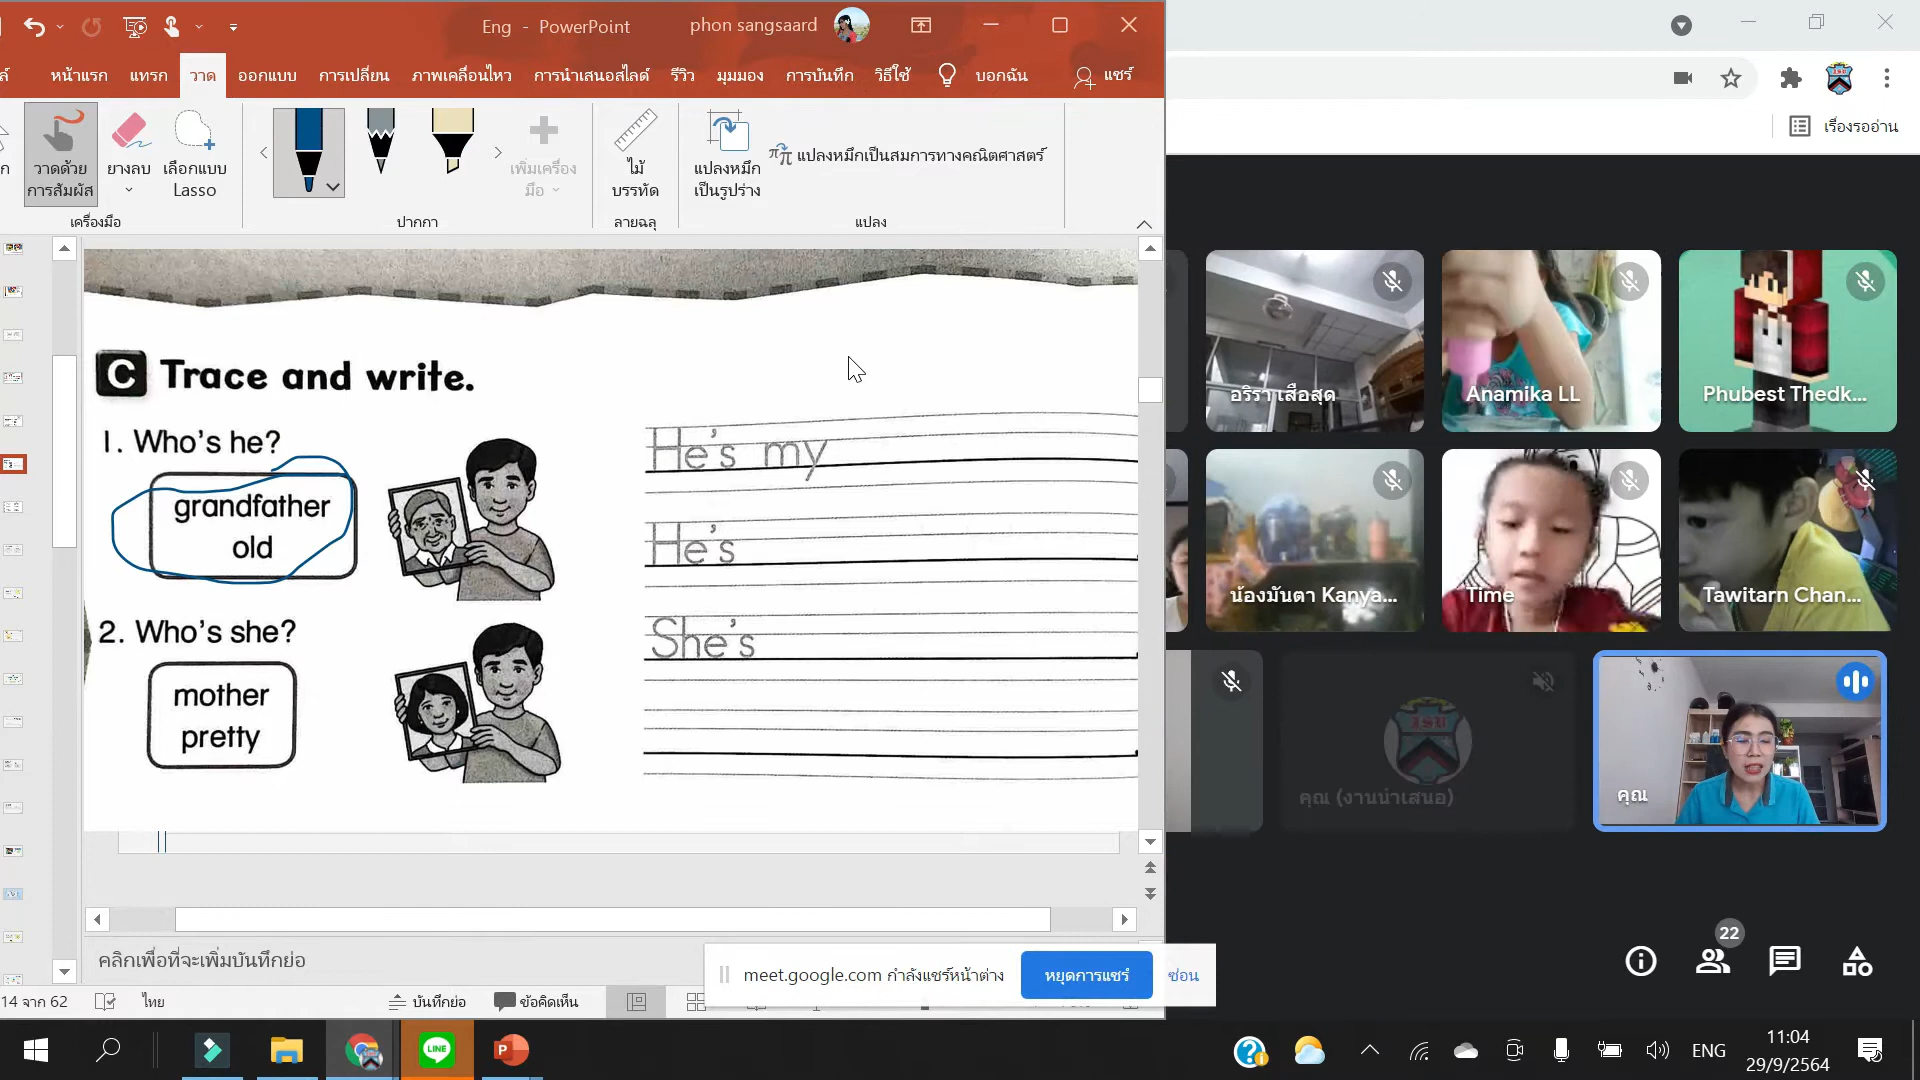 Eng - PowerPoint
phon sangsaard
หน้าแรก
แทรก
วาด
ออกแบบ
การเปลี่ยน
ภาพเคลื่อนไหว
การนำเสนอสไลด์
รีวิว
มุมมอง
การบันทึก
วิธีใช้
บอกฉัน
แชร์
วาดด้วย
การสัมผัส
ยางลบ
เลือกแบบ
Lasso
เพิ่มเครื่อง
มือ
ไม้
บรรทัด
แปลงหมึก
เป็นรูปร่าง
แปลงหมึกเป็นสมการทางคณิตศาสตร์
เครื่องมือ
ปากกา
ลายฉลุ
แปลง
เรื่องรออ่าน
C Trace and write.
1. Who's he?
grandfather
old
He's my
He's
2. Who's she?
mother
pretty
She's
อริรา เสือสุด
Anamika LL
Phubest Thedk...
น้องมันตา Kanya...
Time
Tawitarn Chan...
คุณ (งานนำเสนอ)
คุณ
22
คลิกเพื่อที่จะเพิ่มบันทึกย่อ
meet.google.com กำลังแชร์หน้าต่าง
หยุดการแชร์
ซ่อน
14 จาก 62
ไทย
บันทึกย่อ
ข้อคิดเห็น
LINE
ENG
11:04
29/9/2564